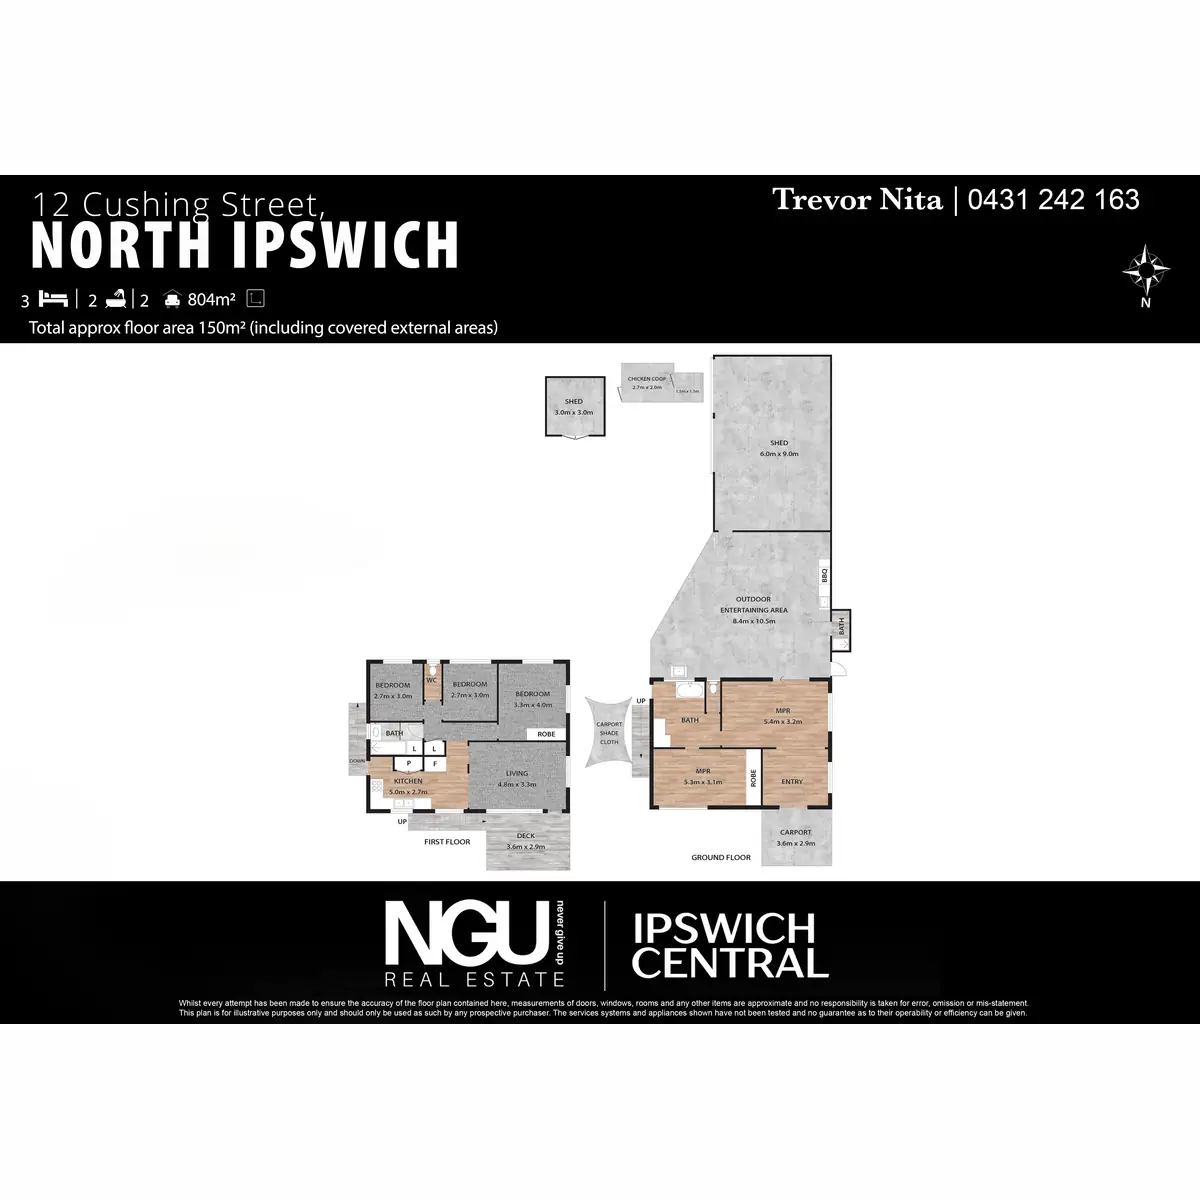 12 Cushing Street,
NORTH IPSWICH
Trevor Nita | 0431 242 163
3 | 2 | 2 804m²
Total approx floor area 150m² (including covered external areas)
N
SHED
3.0m x 3.0m
CHICKEN COOP
2.7m x 2.0m
1.5m x 1.5m
SHED
6.0m x 9.0m
BBQ
OUTDOOR
ENTERTAINING AREA
8.4m x 10.5m
BATH
BEDROOM
2.7m x 3.0m
WC
BEDROOM
2.7m x 3.0m
BEDROOM
3.3m x 4.0m
ROBE
BATH
L
L
DOWN
P
F
KITCHEN
5.0m x 2.7m
LIVING
4.8m x 3.3m
UP
DECK
3.6m x 2.9m
FIRST FLOOR
CARPORT
SHADE
CLOTH
UP
BATH
MPR
5.4m x 3.2m
MPR
5.3m x 3.1m
ROBE
ENTRY
CARPORT
3.6m x 2.9m
GROUND FLOOR
NGU
never give up
REAL ESTATE
IPSWICH
CENTRAL
Whilst every attempt has been made to ensure the accuracy of the floor plan contained here, measurements of doors, windows, rooms and any other items are approximate and no responsibility is taken for error, omission or mis-statement.
This plan is for illustrative purposes only and should only be used as such by any prospective purchaser. The services systems and appliances shown have not been tested and no guarantee as to their operability or efficiency can be given.